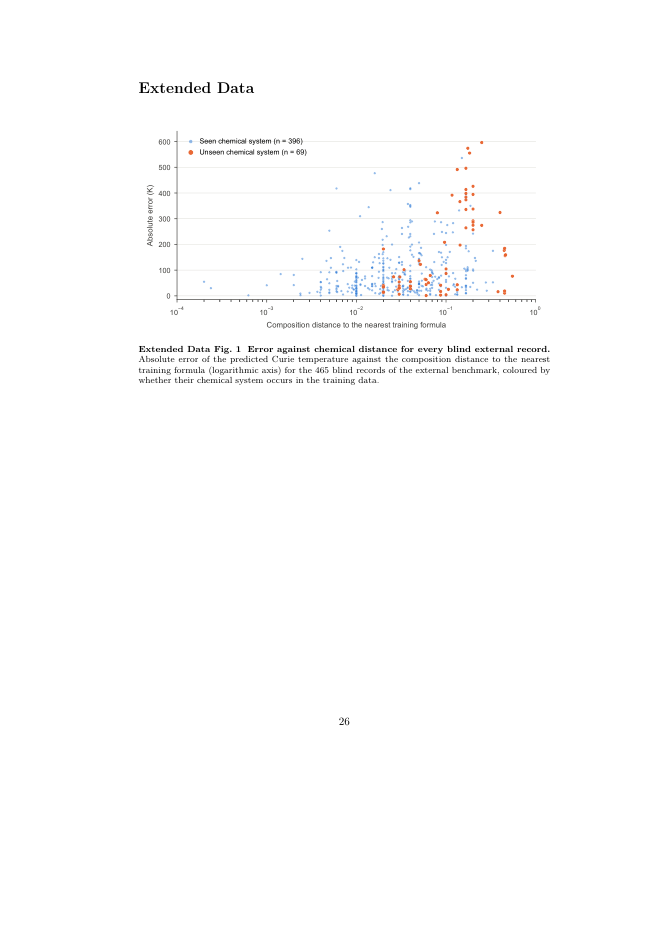 Extended Data
Seen chemical system (n = 396)
Unseen chemical system (n = 69)
600
500
400
300
200
100
0
Absolute error (K)
10⁻⁴
10⁻³
10⁻²
10⁻¹
10⁰
Composition distance to the nearest training formula
Extended Data Fig. 1 Error against chemical distance for every blind external record.
Absolute error of the predicted Curie temperature against the composition distance to the nearest
training formula (logarithmic axis) for the 465 blind records of the external benchmark, coloured by
whether their chemical system occurs in the training data.
26